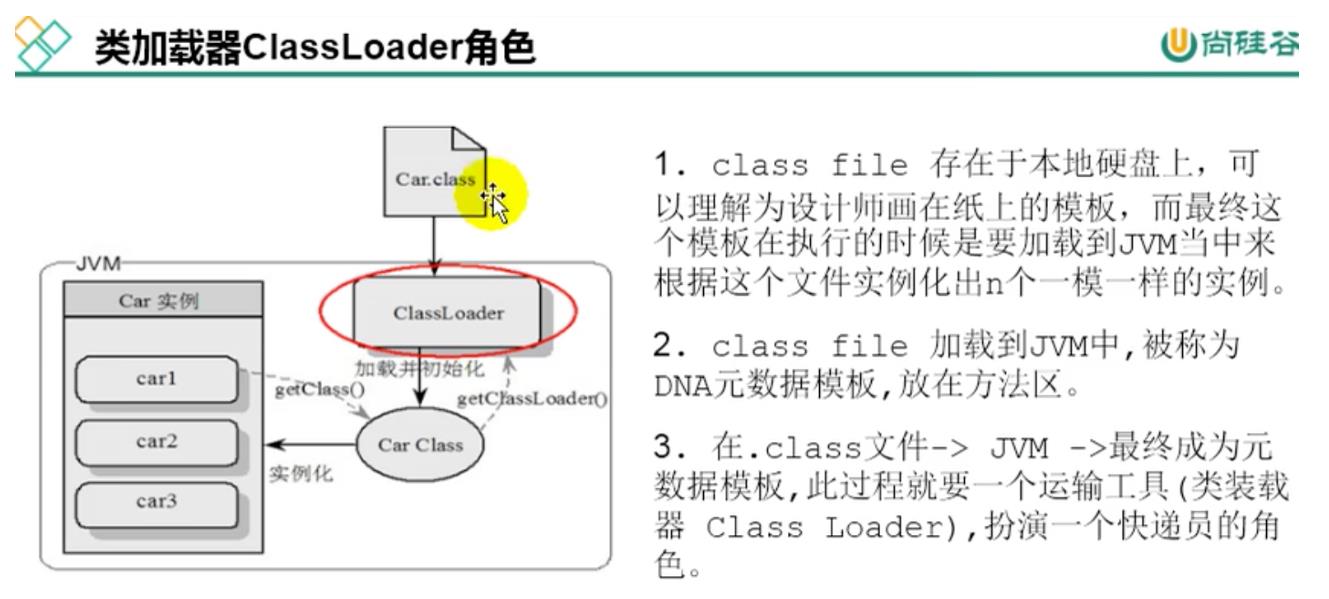 类加载器ClassLoader角色
尚硅谷
Car.class
JVM
Car 实例
ClassLoader
加载并初始化
car1
getClass()
getClassLoader()
car2
Car Class
实例化
car3
1. class file 存在于本地硬盘上，可
以理解为设计师画在纸上的模板，而最终这
个模板在执行的时候是要加载到JVM当中来
根据这个文件实例化出n个一模一样的实例。
2. class file 加载到JVM中,被称为
DNA元数据模板,放在方法区。
3. 在.class文件-> JVM ->最终成为元
数据模板,此过程就要一个运输工具(类装载
器 Class Loader),扮演一个快递员的角
色。